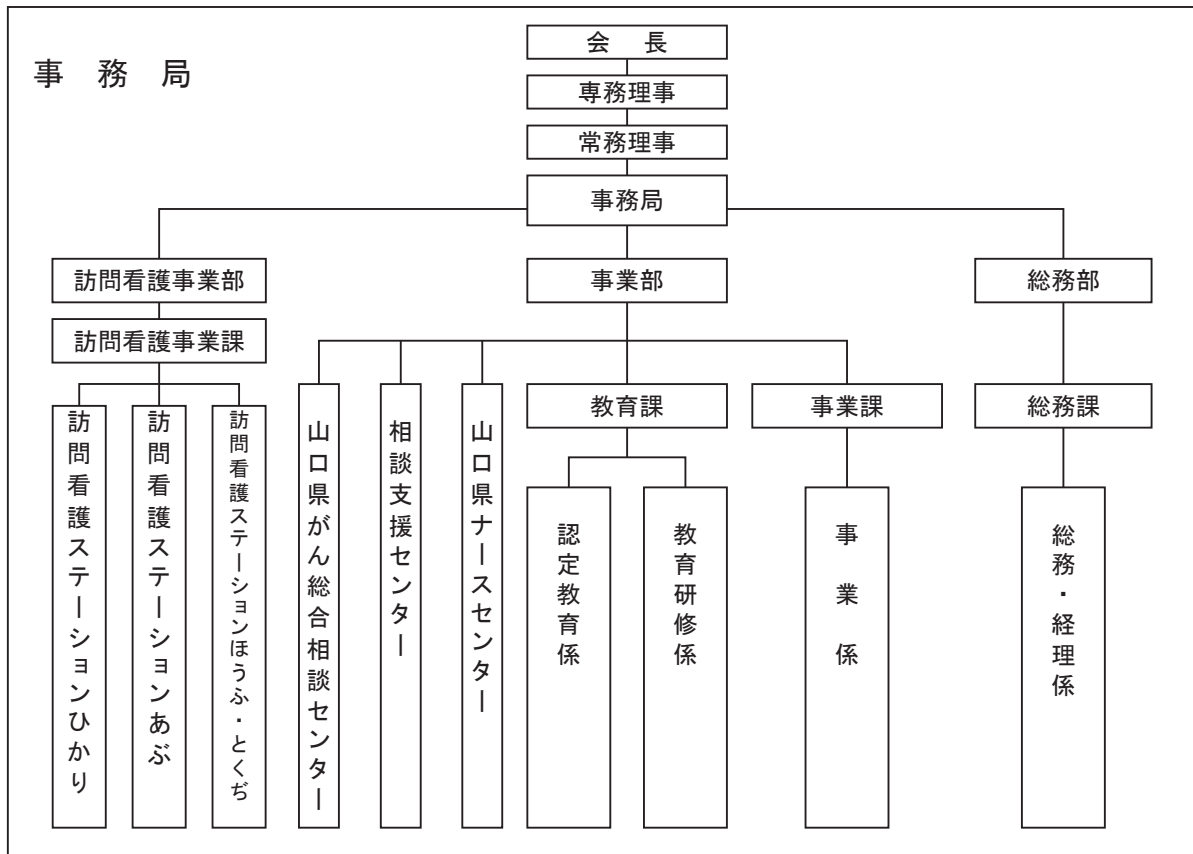 事務局
会長
専務理事
常務理事
事務局
訪問看護事業部
事業部
総務部
訪問看護事業課
教育課
事業課
総務課
訪問看護ステーションひかり
訪問看護ステーションあぶ
訪問看護ステーションほうふ・とくぢ
山口県がん総合相談センター
相談支援センター
山口県ナースセンター
認定教育係
教育研修係
事業係
総務・経理係